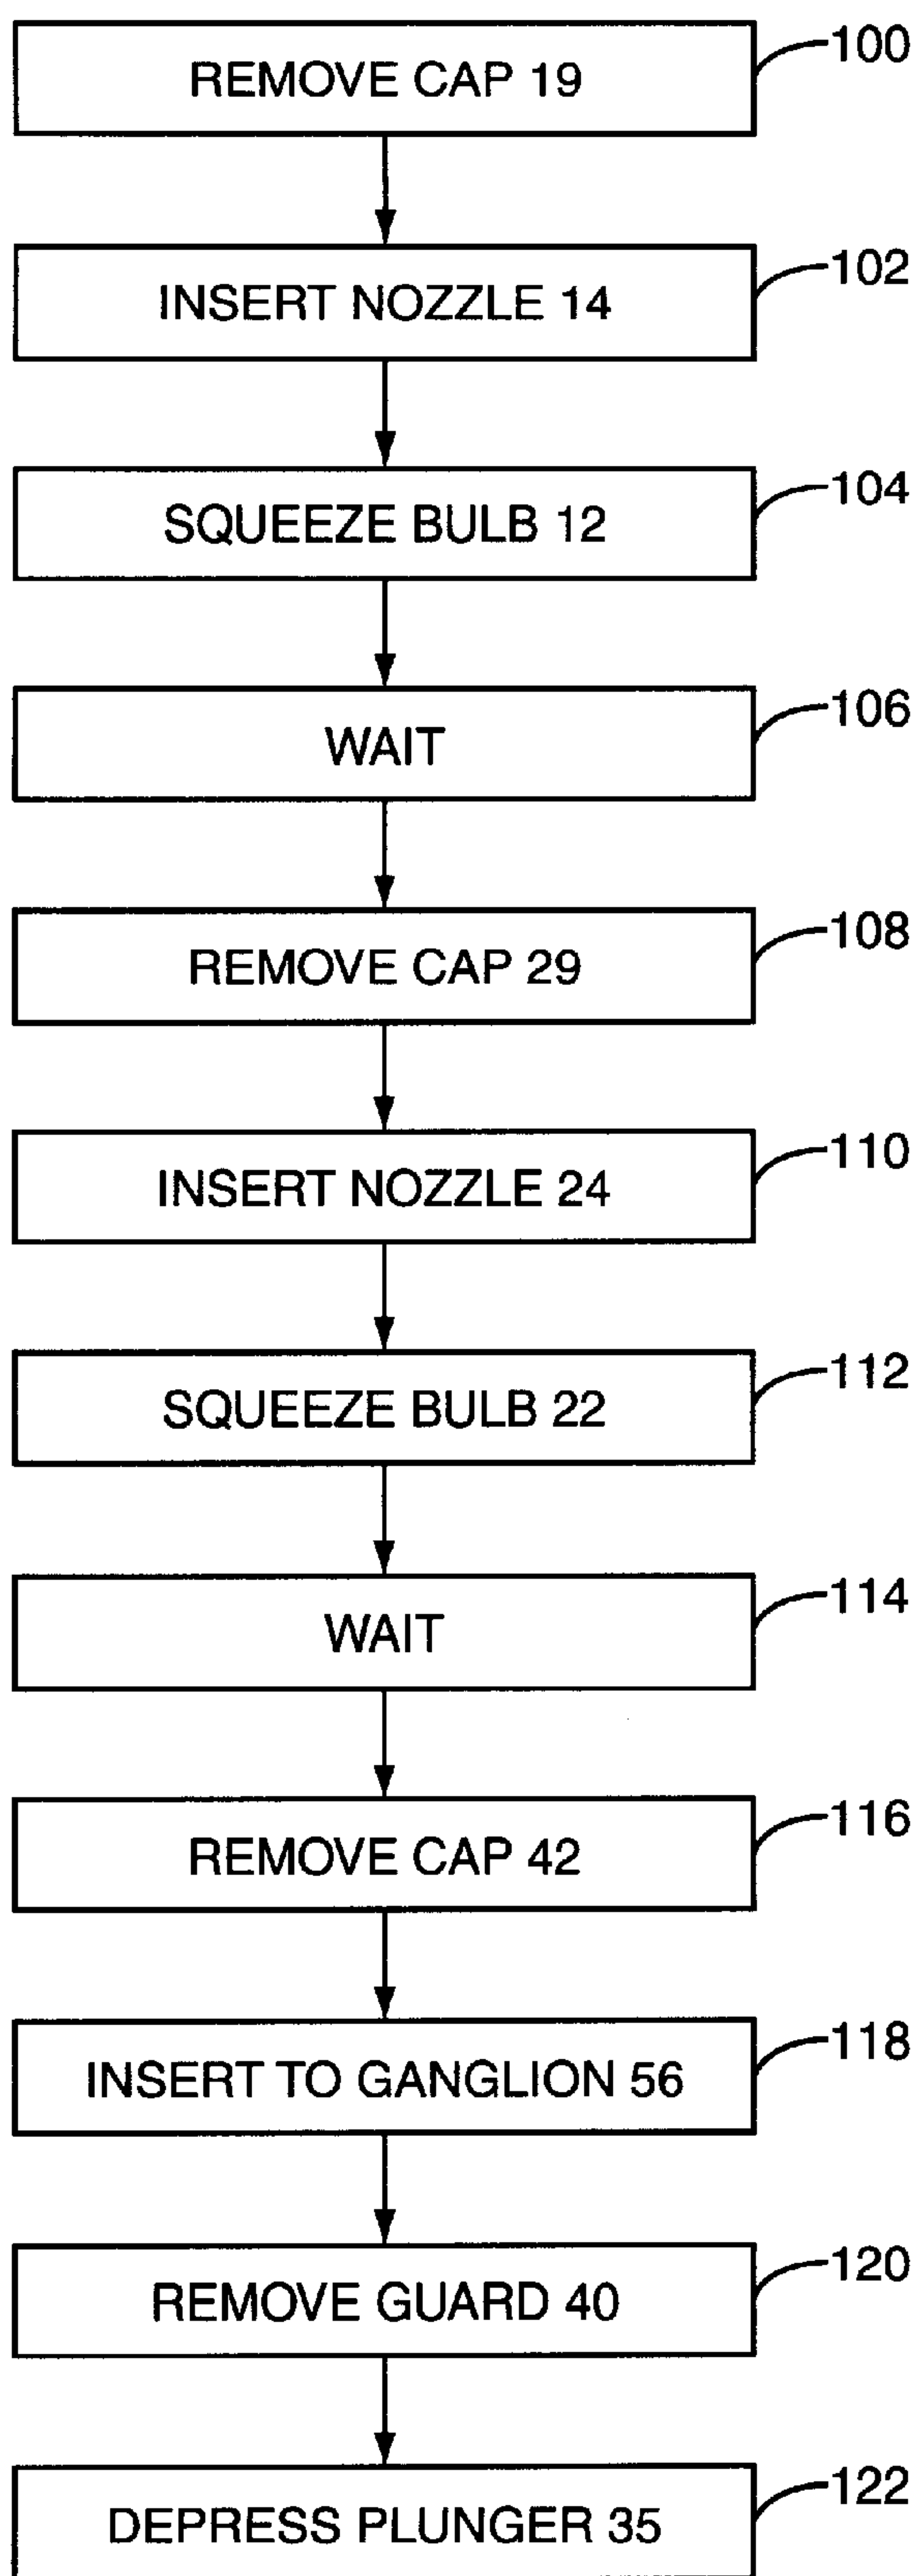 REMOVE CAP 19
100
INSERT NOZZLE 14
102
SQUEEZE BULB 12
104
WAIT
106
REMOVE CAP 29
108
INSERT NOZZLE 24
110
SQUEEZE BULB 22
112
WAIT
114
REMOVE CAP 42
116
INSERT TO GANGLION 56
118
REMOVE GUARD 40
120
DEPRESS PLUNGER 35
122